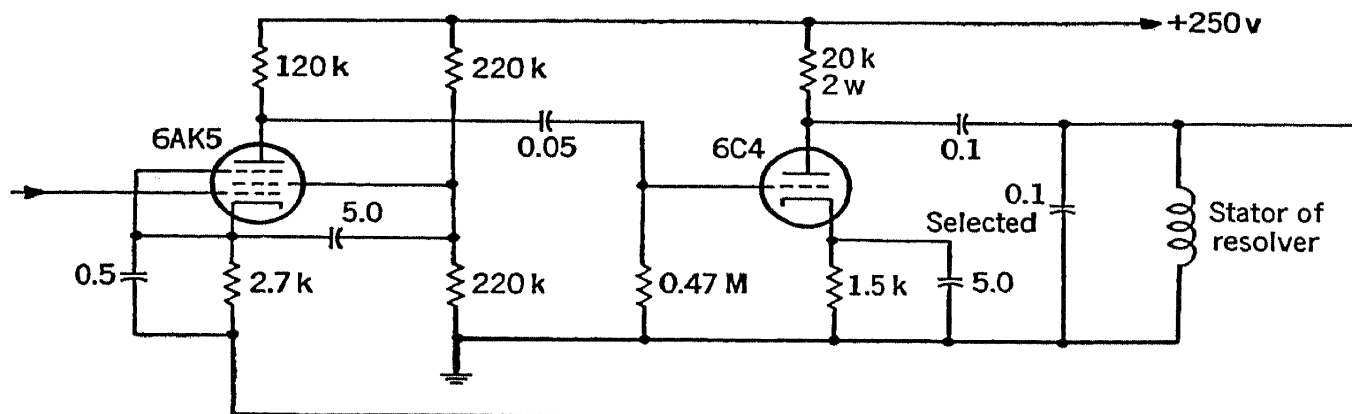 +250 v
120 k
220 k
20 k
2 w
6AK5
0.05
6C4
0.1
5.0
0.1
Selected
Stator of
resolver
0.5
2.7 k
220 k
0.47 M
1.5 k
5.0